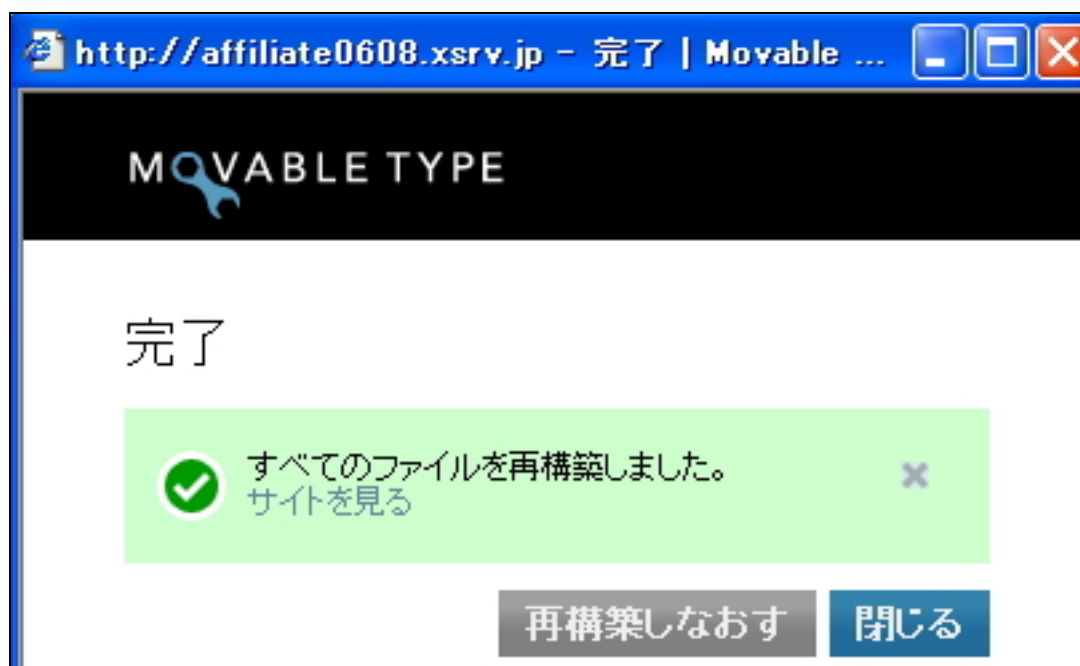 http://affiliate0608.xsrv.jp - 完了 | Movable ...
MOVABLE TYPE
完了
すべてのファイルを再構築しました。
サイトを見る
再構築しなおす
閉じる